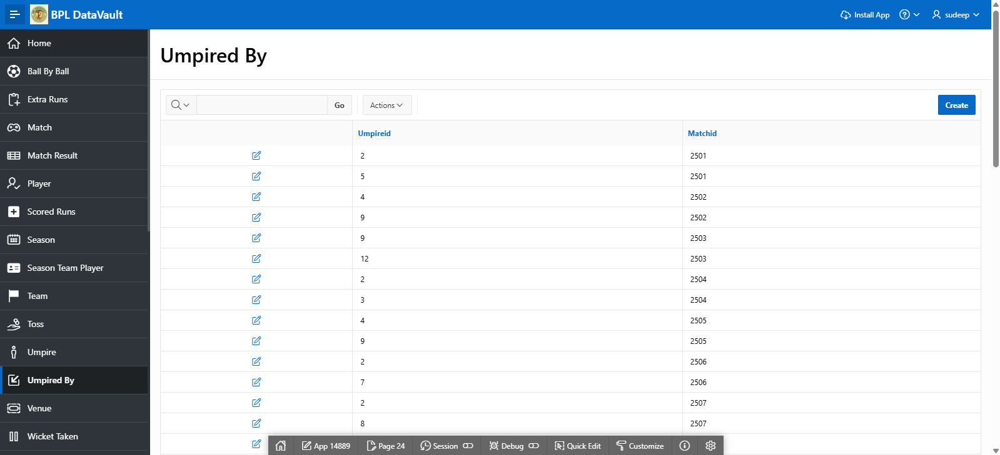 BPL DataVault
Install App
sudeep
Home
Ball By Ball
Extra Runs
Match
Match Result
Player
Scored Runs
Season
Season Team Player
Team
Toss
Umpire
Umpired By
Venue
Wicket Taken
Umpired By
Go
Actions
Create
Umpireid Matchid
2 2501
5 2501
4 2502
9 2502
9 2503
12 2503
2 2504
3 2504
4 2505
9 2505
2 2506
7 2506
2 2507
8 2507
App 14889 Page 24 Session Debug Quick Edit Customize